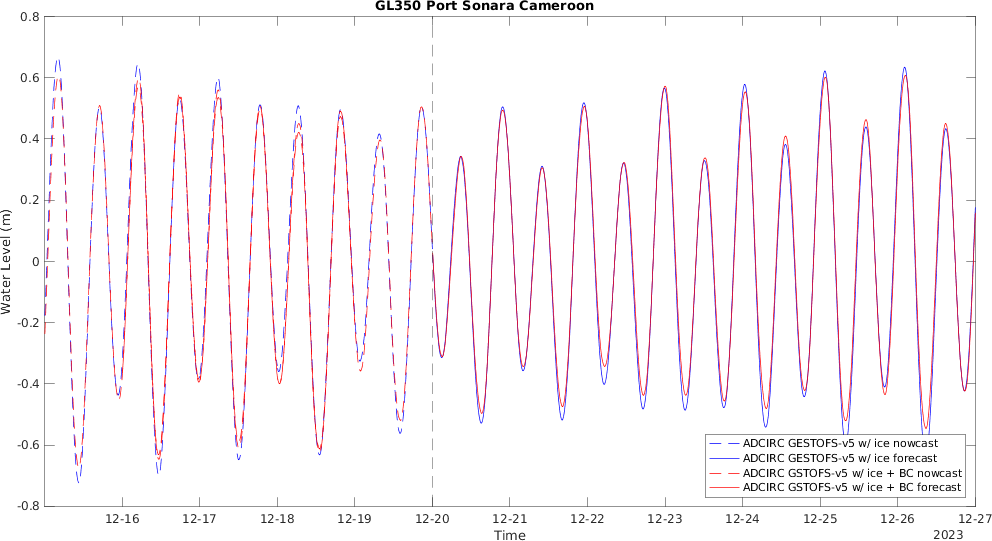 GL350 Port Sonara Cameroon
0.8
0.6
0.4
0.2
0
-0.2
-0.4
-0.6
-0.8
Water Level (m)
ADCIRC GESTOFS-v5 w/ ice nowcast
ADCIRC GESTOFS-v5 w/ ice forecast
ADCIRC GSTOFS-v5 w/ ice + BC nowcast
ADCIRC GSTOFS-v5 w/ ice + BC forecast
12-16 12-17 12-18 12-19 12-20 12-21 12-22 12-23 12-24 12-25 12-26 12-27
Time
2023